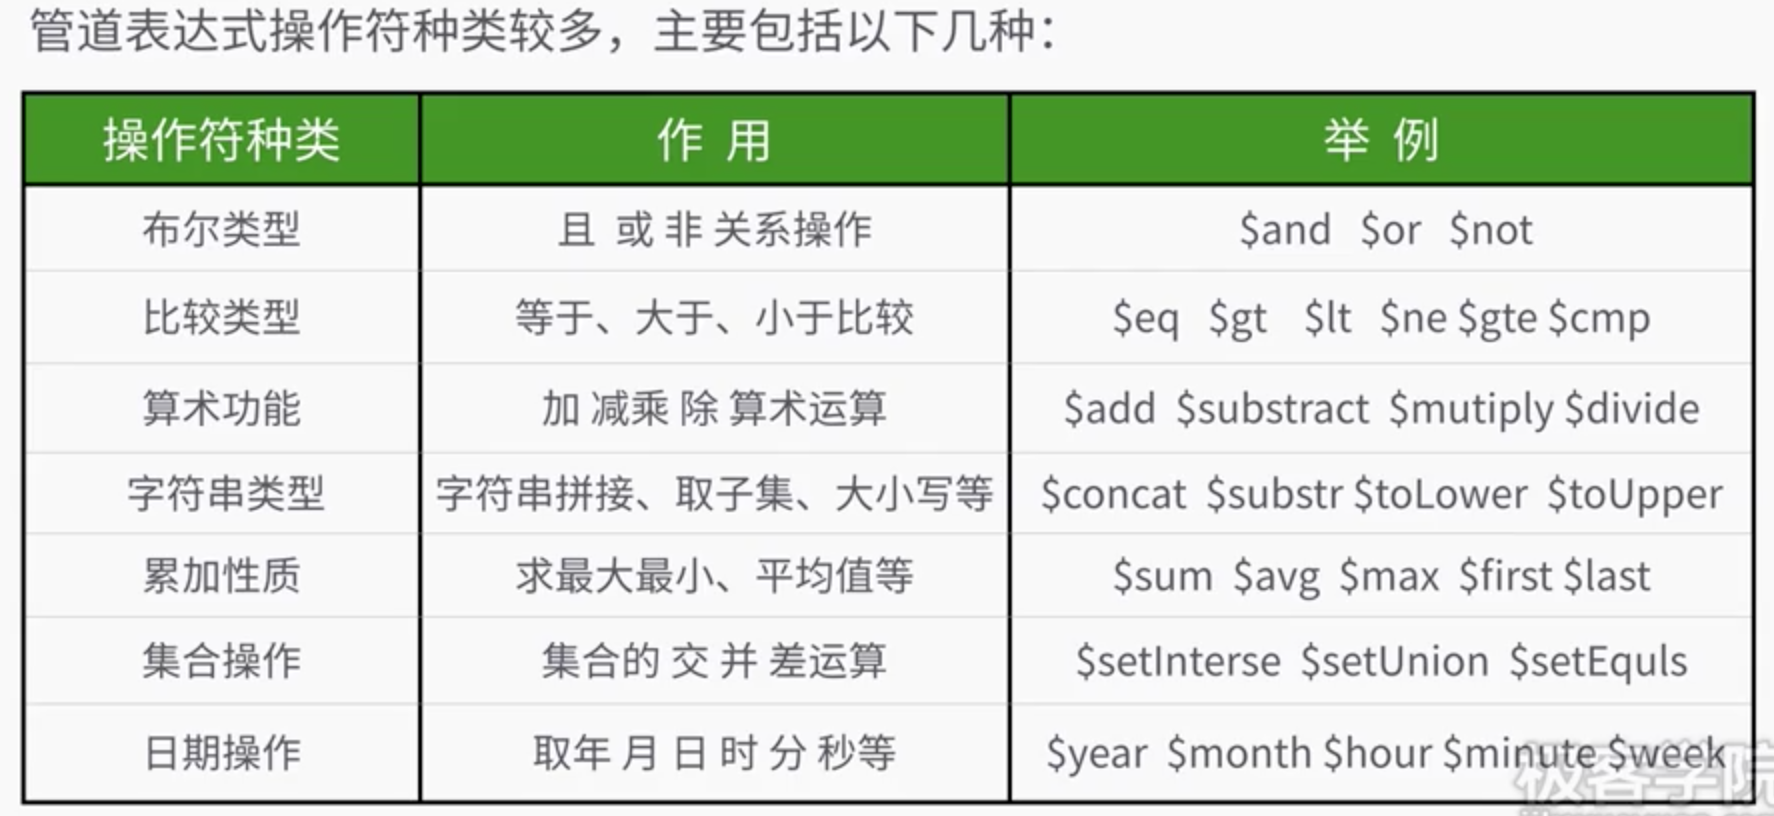 管道表达式操作符种类较多，主要包括以下几种：
操作符种类 作 用 举 例
布尔类型 且 或 非 关系操作 $and $or $not
比较类型 等于、大于、小于比较 $eq $gt $lt $ne $gte $cmp
算术功能 加 减乘 除 算术运算 $add $substract $mutiply $divide
字符串类型 字符串拼接、取子集、大小写等 $concat $substr $toLower $toUpper
累加性质 求最大最小、平均值等 $sum $avg $max $first $last
集合操作 集合的 交 并 差运算 $setInterse $setUnion $setEquls
日期操作 取年 月 日 时 分 秒等 $year $month $hour $minute $week
极客学院